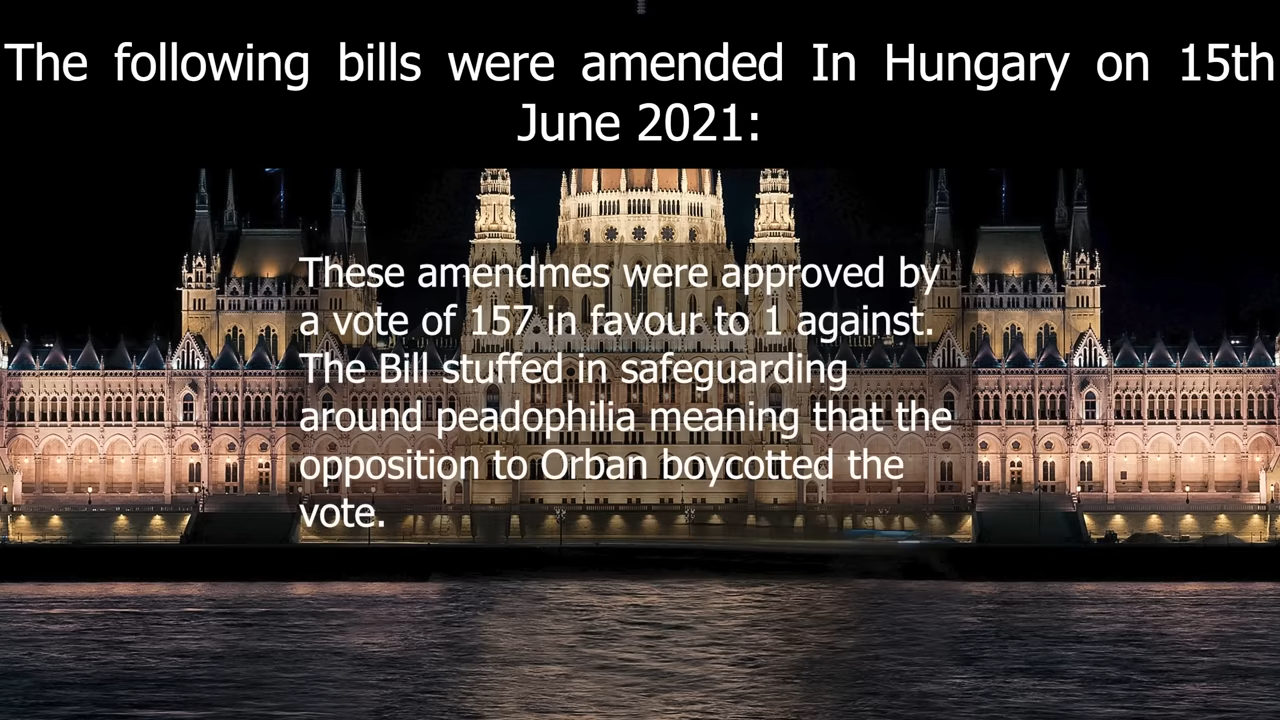 The following bills were amended In Hungary on 15th
June 2021:
These amendmes were approved by
a vote of 157 in favour to 1 against.
The Bill stuffed in safeguarding
around peadophilia meaning that the
opposition to Orban boycotted the
vote.